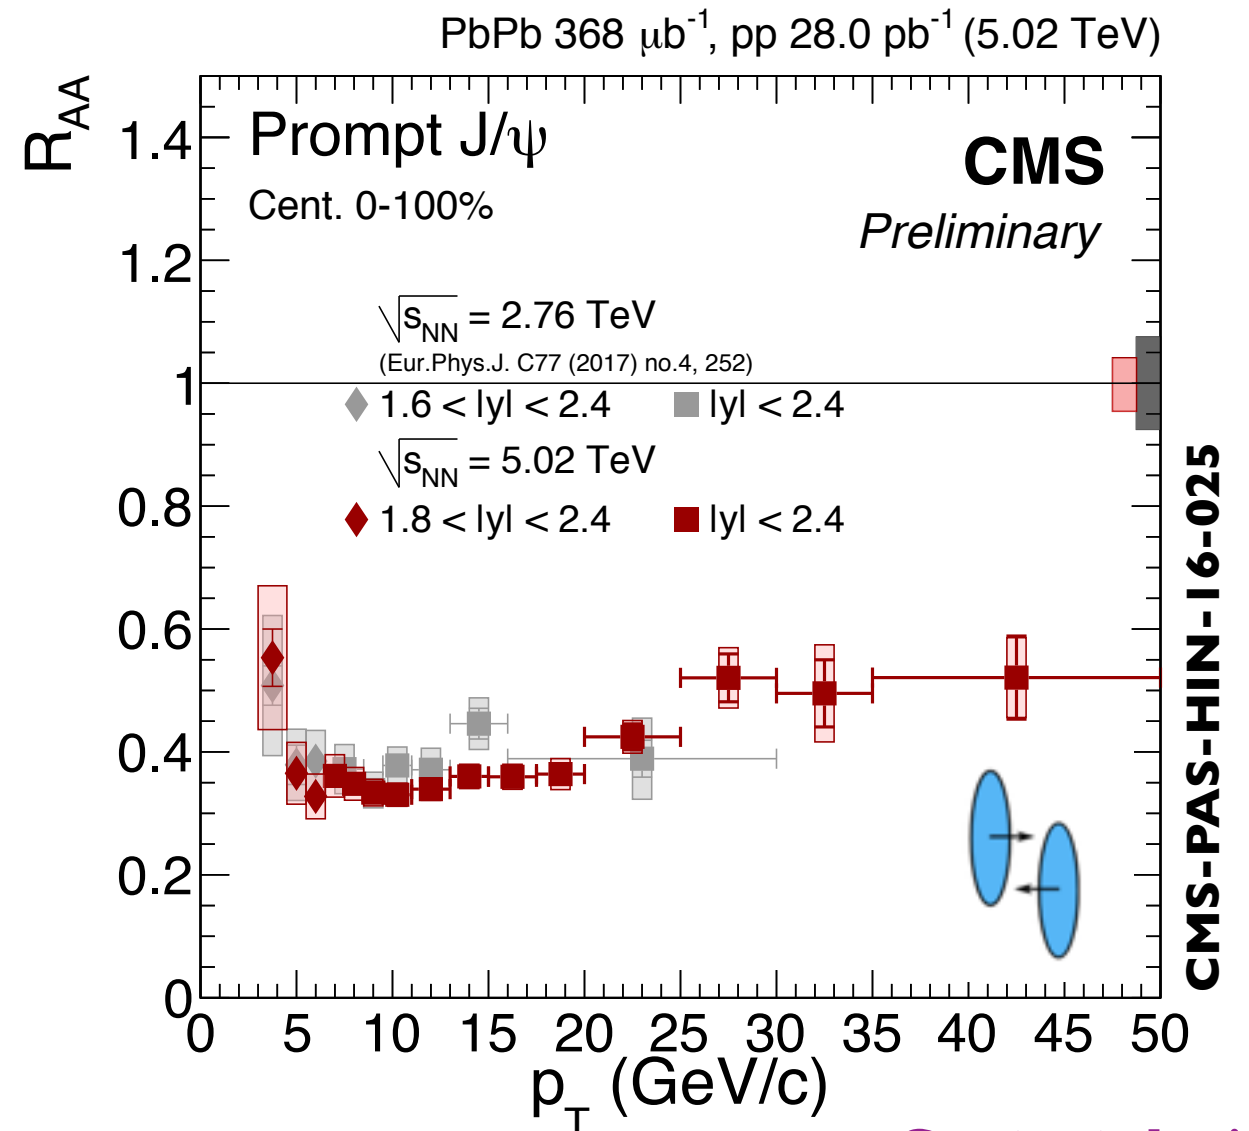 PbPb 368 μb⁻¹, pp 28.0 pb⁻¹ (5.02 TeV)
R_AA
Prompt J/ψ
CMS
Cent. 0-100%
Preliminary
√s_NN = 2.76 TeV
(Eur.Phys.J. C77 (2017) no.4, 252)
1.6 < |y| < 2.4 |y| < 2.4
√s_NN = 5.02 TeV
1.8 < |y| < 2.4 |y| < 2.4
1.4
1.2
1
0.8
0.6
0.4
0.2
0
0 5 10 15 20 25 30 35 40 45 50
p_T (GeV/c)
CMS-PAS-HIN-16-025